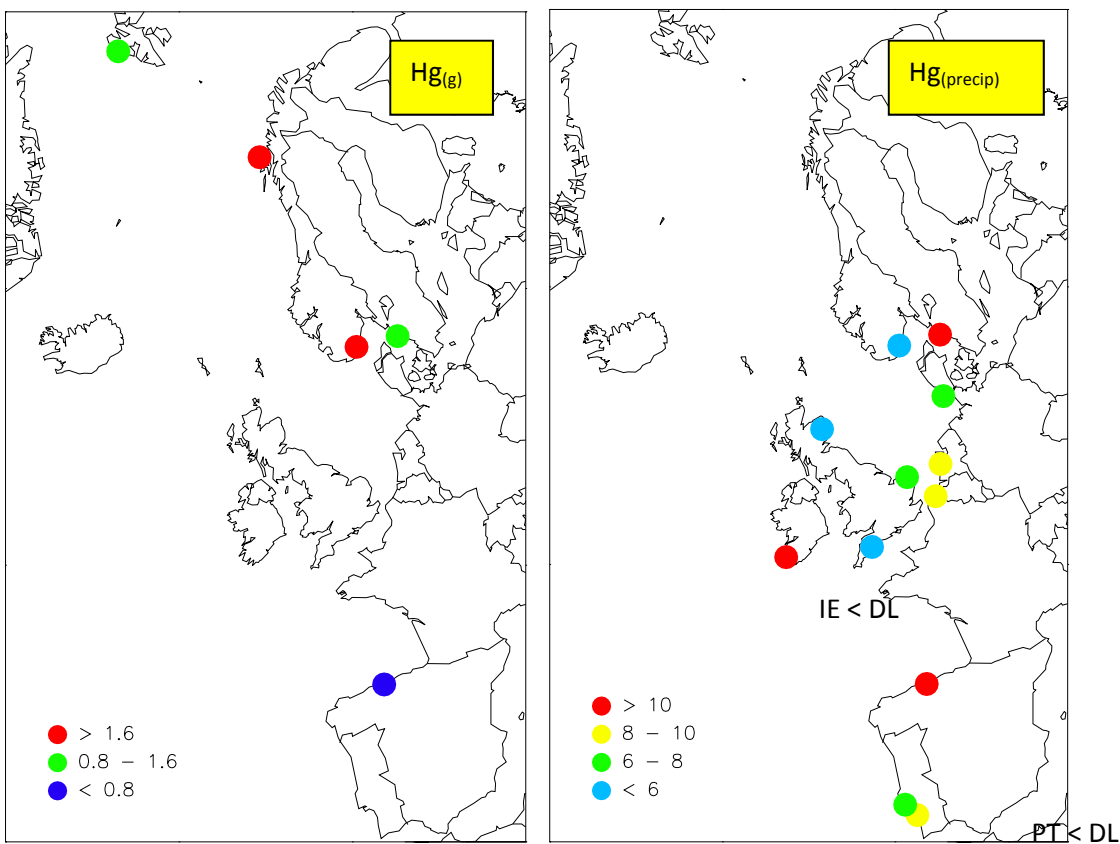 Hg(g)
> 1.6
0.8 – 1.6
< 0.8
Hg(precip)
IE < DL
> 10
8 – 10
6 – 8
< 6
PT < DL